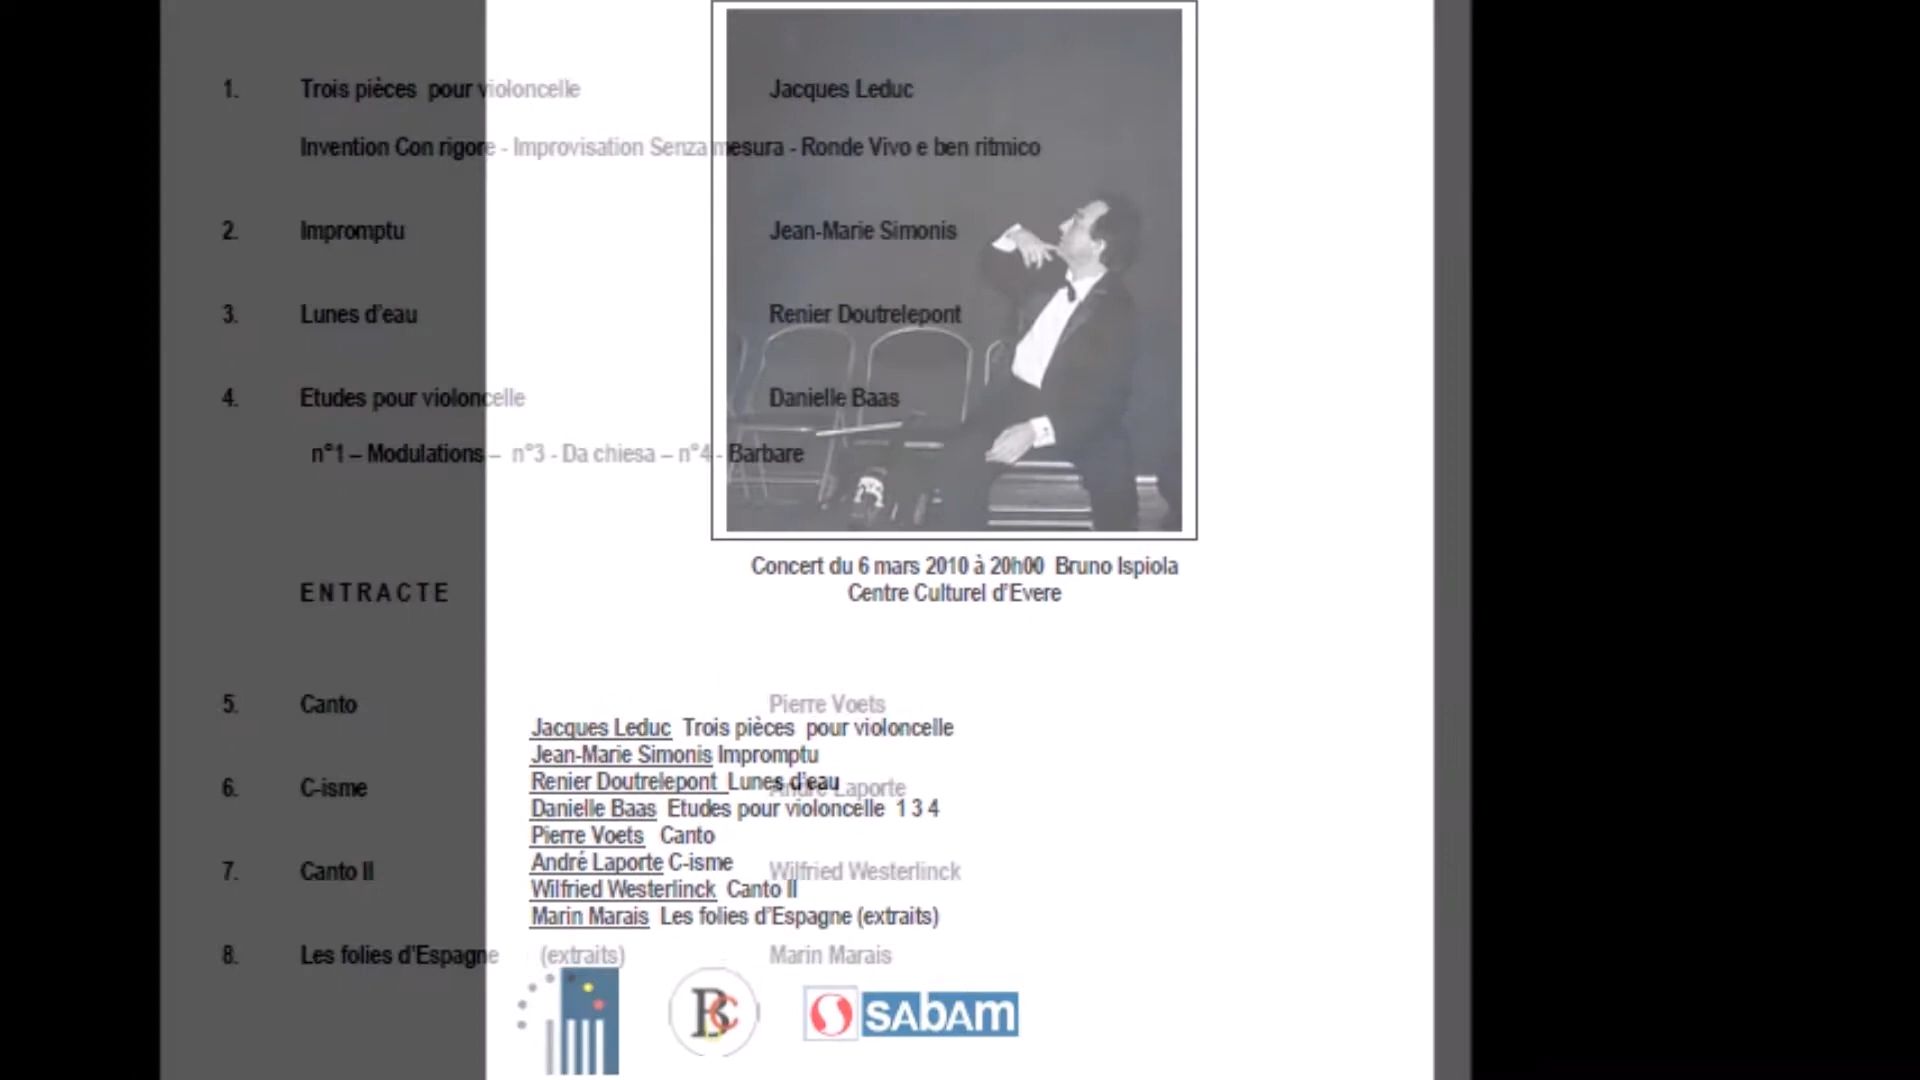 1. Trois pièces pour violoncelle Jacques Leduc
Invention Con rigore - Improvisation Senza mesura - Ronde Vivo e ben ritmico
2. Impromptu Jean-Marie Simonis
3. Lunes d'eau Renier Doutrelepont
4. Etudes pour violoncelle Danielle Baas
n°1 – Modulations – n°3 - Da chiesa – n°4 - Barbare
Concert du 6 mars 2010 à 20h00 Bruno Ispiola
Centre Culturel d'Evere
ENTRACTE
5. Canto Pierre Voets
Jacques Leduc Trois pièces pour violoncelle
Jean-Marie Simonis Impromptu
Renier Doutrelepont Lunes d'eau
6. C-isme André Laporte
Danielle Baas Etudes pour violoncelle 1 3 4
Pierre Voets Canto
André Laporte C-isme
7. Canto II Wilfried Westerlinck
Wilfried Westerlinck Canto II
Marin Marais Les folies d'Espagne (extraits)
8. Les folies d'Espagne (extraits) Marin Marais
BC
sabam